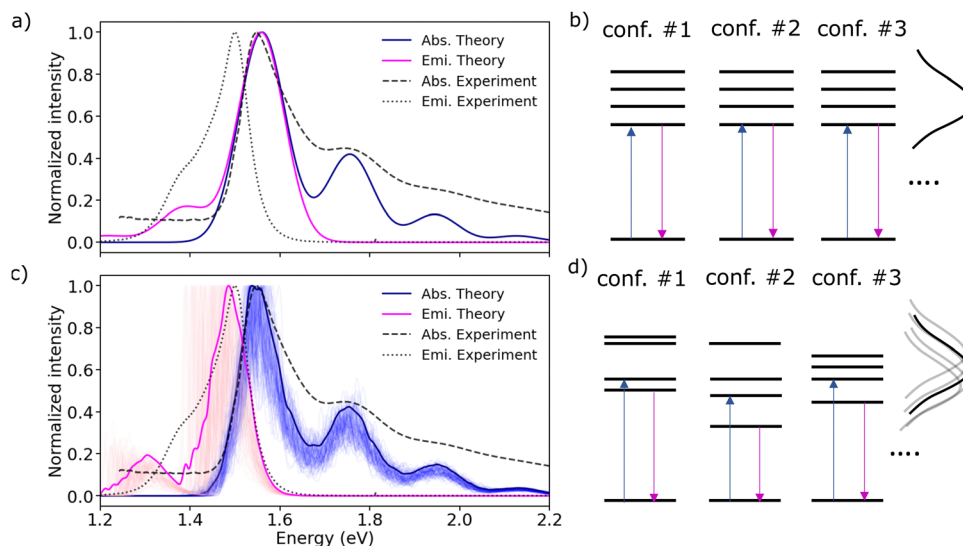 a)
Normalized intensity
1.0
0.8
0.6
0.4
0.2
0.0
Abs. Theory
Emi. Theory
Abs. Experiment
Emi. Experiment
b)
conf. #1 conf. #2 conf. #3
....
c)
Normalized intensity
1.0
0.8
0.6
0.4
0.2
0.0
Abs. Theory
Emi. Theory
Abs. Experiment
Emi. Experiment
1.2 1.4 1.6 1.8 2.0 2.2
Energy (eV)
d)
conf. #1 conf. #2 conf. #3
....